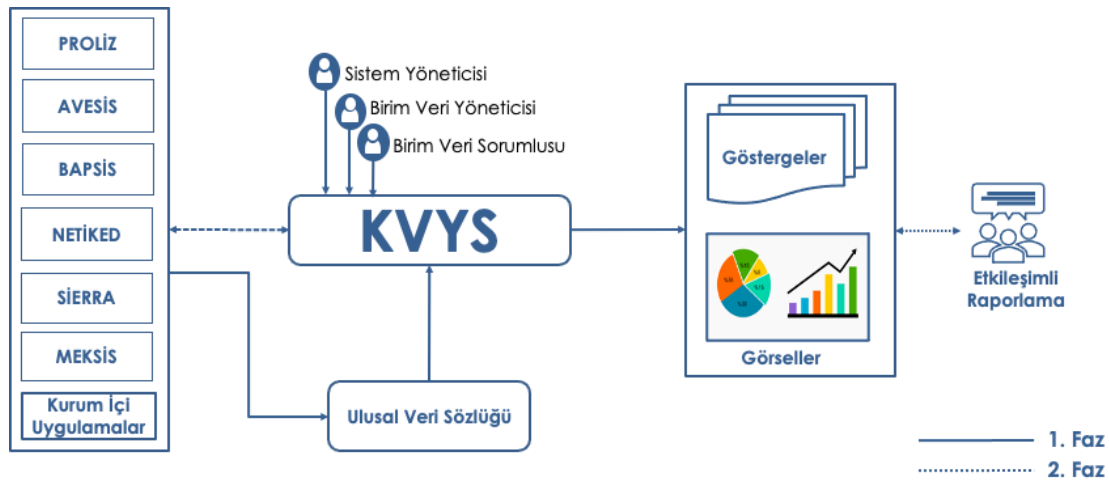 PROLİZ
AVESİS
BAPSİS
NETİKED
SİERRA
MEKSİS
Kurum İçi
Uygulamalar
Sistem Yöneticisi
Birim Veri Yöneticisi
Birim Veri Sorumlusu
KVYS
Ulusal Veri Sözlüğü
Göstergeler
Görseller
Etkileşimli
Raporlama
1. Faz
2. Faz